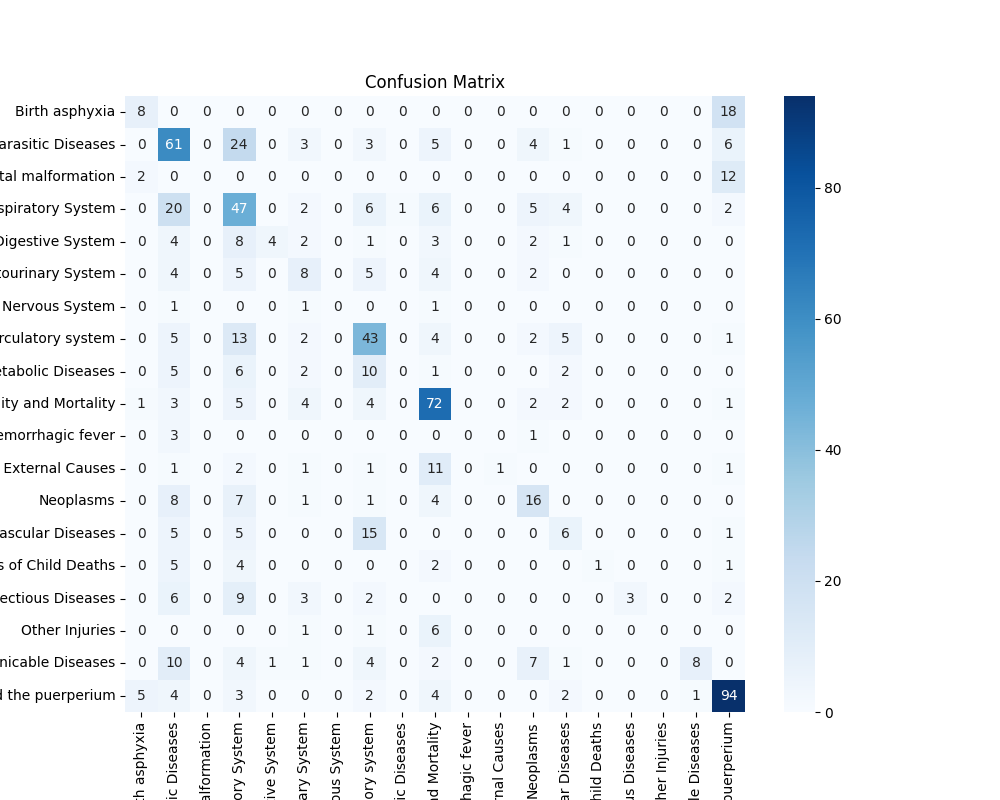 Confusion Matrix
Birth asphyxia 8 0 0 0 0 0 0 0 0 0 0 0 0 0 0 0 0 0 18
arasitic Diseases 0 61 0 24 0 3 0 3 0 5 0 0 4 1 0 0 0 0 6
tal malformation 2 0 0 0 0 0 0 0 0 0 0 0 0 0 0 0 0 0 12
spiratory System 0 20 0 47 0 2 0 6 1 6 0 0 5 4 0 0 0 0 2
Digestive System 0 4 0 8 4 2 0 1 0 3 0 0 2 1 0 0 0 0 0
tourinary System 0 4 0 5 0 8 0 5 0 4 0 0 2 0 0 0 0 0 0
Nervous System 0 1 0 0 0 1 0 0 0 1 0 0 0 0 0 0 0 0 0
rculatory system 0 5 0 13 0 2 0 43 0 4 0 0 2 5 0 0 0 0 1
etabolic Diseases 0 5 0 6 0 2 0 10 0 1 0 0 0 2 0 0 0 0 0
ity and Mortality 1 3 0 5 0 4 0 4 0 72 0 0 2 2 0 0 0 0 1
emorrhagic fever 0 3 0 0 0 0 0 0 0 0 0 0 1 0 0 0 0 0 0
External Causes 0 1 0 2 0 1 0 1 0 11 0 1 0 0 0 0 0 0 1
Neoplasms 0 8 0 7 0 1 0 1 0 4 0 0 16 0 0 0 0 0 0
ascular Diseases 0 5 0 5 0 0 0 15 0 0 0 0 0 6 0 0 0 0 1
s of Child Deaths 0 5 0 4 0 0 0 0 0 2 0 0 0 0 1 0 0 0 1
ectious Diseases 0 6 0 9 0 3 0 2 0 0 0 0 0 0 0 3 0 0 2
Other Injuries 0 0 0 0 0 1 0 1 0 6 0 0 0 0 0 0 0 0 0
nicable Diseases 0 10 0 4 1 1 0 4 0 2 0 0 7 1 0 0 0 8 0
d the puerperium 5 4 0 3 0 0 0 2 0 4 0 0 0 2 0 0 0 1 94
th asphyxia
ic Diseases
alformation
ory System
ive System
ary System
ous System
ory system
ic Diseases
nd Mortality
hagic fever
rnal Causes
Neoplasms
ar Diseases
hild Deaths
us Diseases
her Injuries
le Diseases
puerperium
80
60
40
20
0